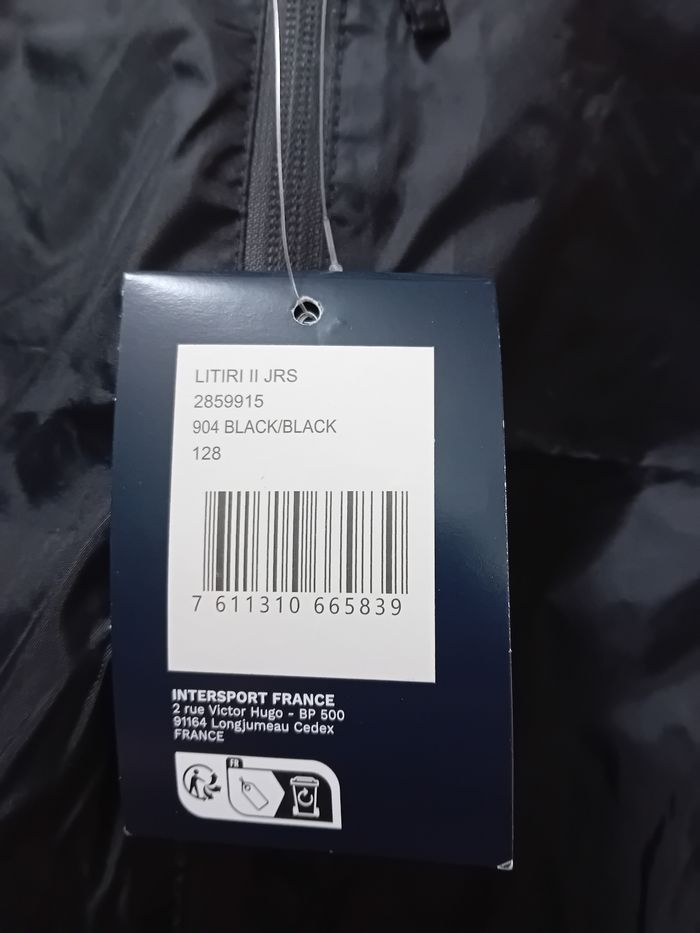 LITIRI II JRS
2859915
904 BLACK/BLACK
128
7 611310 665839
INTERSPORT FRANCE
2 rue Victor Hugo - BP 500
91164 Longjumeau Cedex
FRANCE
FR